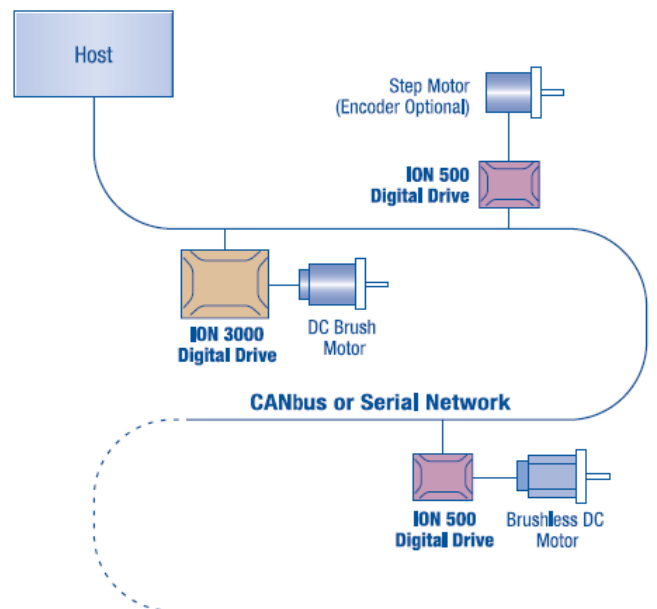 Host
Step Motor
(Encoder Optional)
ION 500
Digital Drive
ION 3000
Digital Drive
DC Brush
Motor
CANbus or Serial Network
ION 500
Digital Drive
Brushless DC
Motor